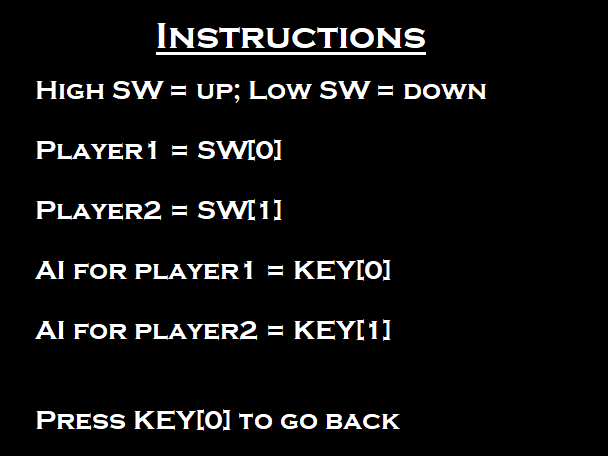 Instructions
High SW = up; Low SW = down
Player1 = SW[0]
Player2 = SW[1]
AI for player1 = KEY[0]
AI for player2 = KEY[1]
Press KEY[0] to go back